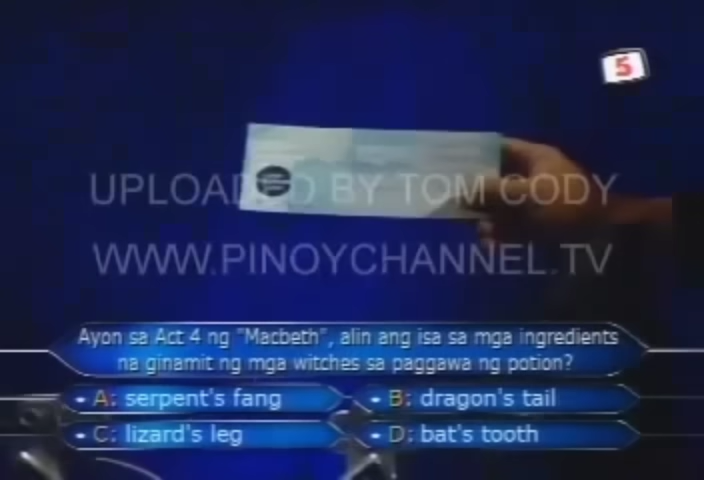 5
UPLOADED BY TOM CODY
WWW.PINOYCHANNEL.TV
Ayon sa Act 4 ng "Macbeth", alin ang isa sa mga ingredients
na ginamit ng mga witches sa paggawa ng potion?
A: serpent's fang
B: dragon's tail
C: lizard's leg
D: bat's tooth